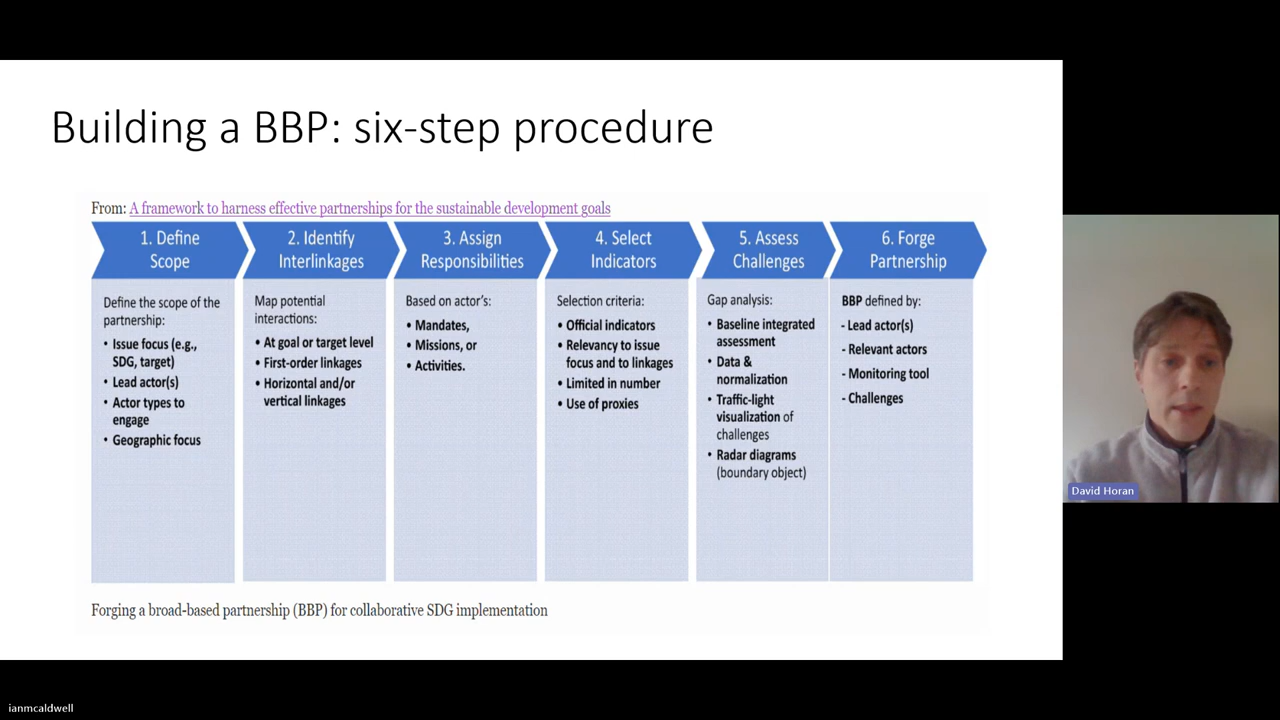 Building a BBP: six-step procedure
From: A framework to harness effective partnerships for the sustainable development goals
1. Define
Scope
Define the scope of the
partnership:
• Issue focus (e.g.,
SDG, target)
• Lead actor(s)
• Actor types to
engage
• Geographic focus
2. Identify
Interlinkages
Map potential
interactions:
• At goal or target level
• First-order linkages
• Horizontal and/or
vertical linkages
3. Assign
Responsibilities
Based on actor's:
• Mandates,
• Missions, or
• Activities.
4. Select
Indicators
Selection criteria:
• Official indicators
• Relevancy to issue
focus and to linkages
• Limited in number
• Use of proxies
5. Assess
Challenges
Gap analysis:
• Baseline integrated
assessment
• Data &
normalization
• Traffic-light
visualization of
challenges
• Radar diagrams
(boundary object)
6. Forge
Partnership
BBP defined by:
- Lead actor(s)
- Relevant actors
- Monitoring tool
- Challenges
Forging a broad-based partnership (BBP) for collaborative SDG implementation
David Horan
ianmcaldwell